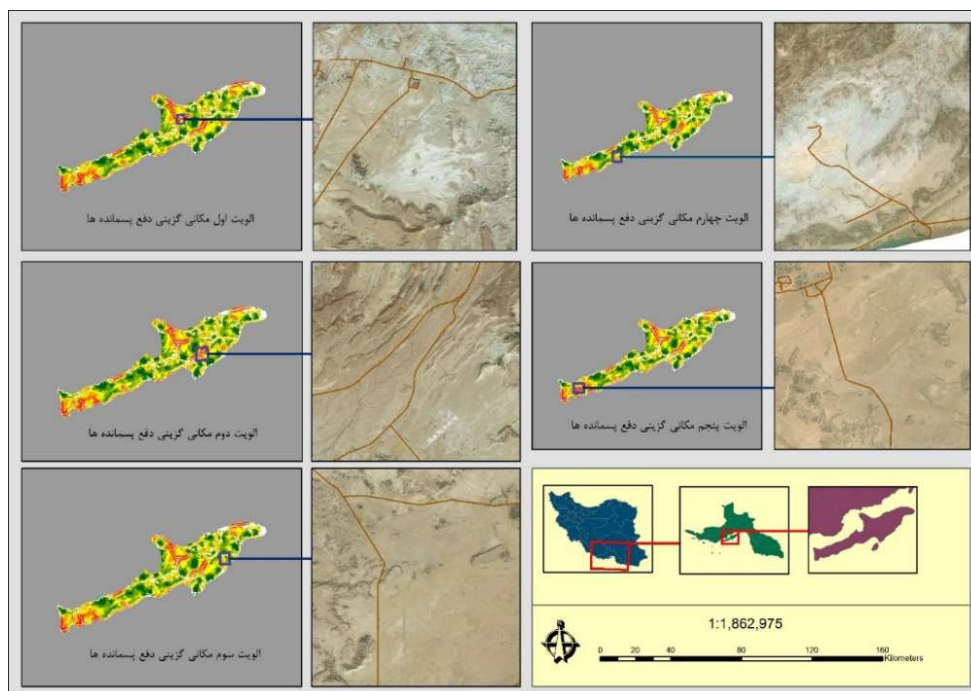 الویت اول مکانی گزینی دفع پسمانده ها
الویت چهارم مکانی گزینی دفع پسمانده ها
الویت دوم مکانی گزینی دفع پسمانده ها
الویت پنجم مکانی گزینی دفع پسمانده ها
الویت سوم مکانی گزینی دفع پسمانده ها
1:1,862,975
0 20 40 80 120 160
Kilometers